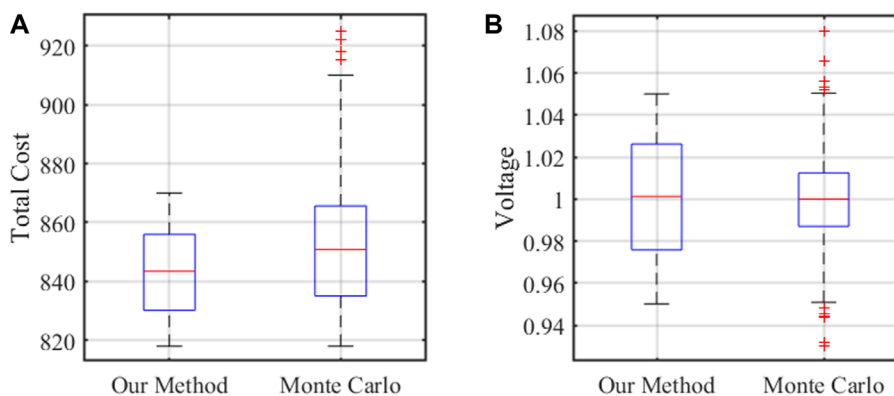 A
Total Cost
920
900
880
860
840
820
Our Method Monte Carlo
B
Voltage
1.08
1.06
1.04
1.02
1
0.98
0.96
0.94
Our Method Monte Carlo